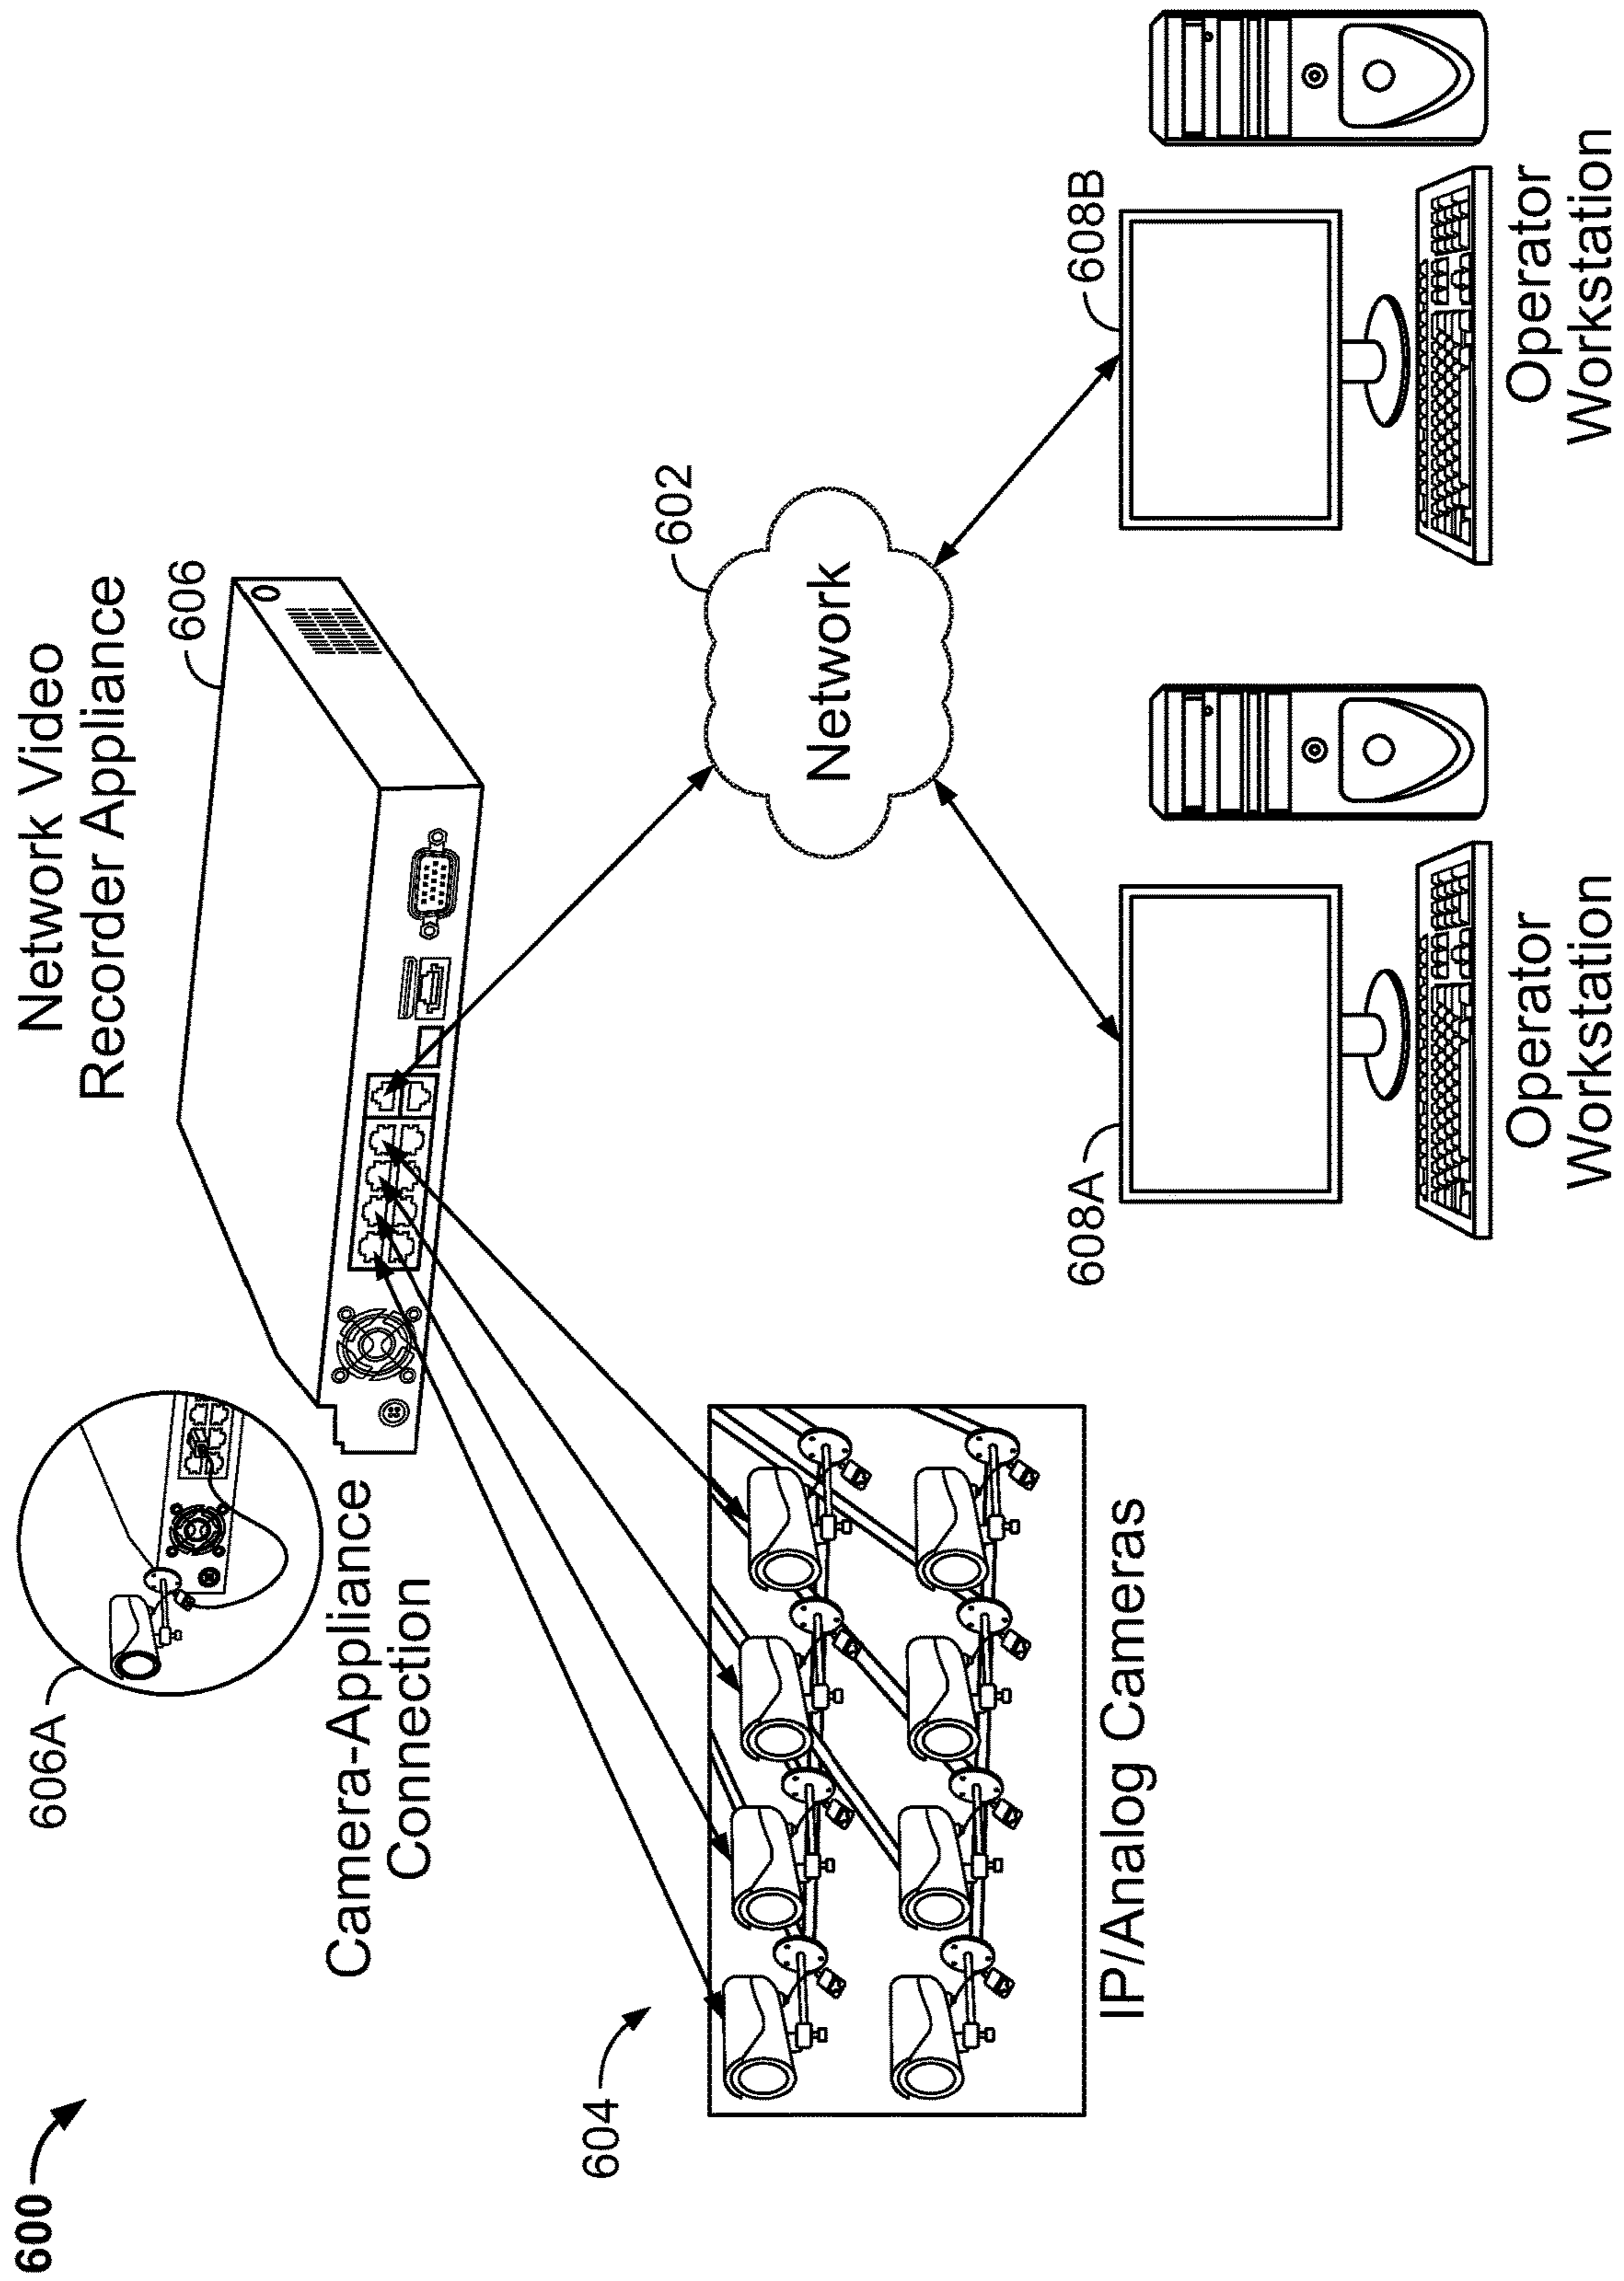 600
606A
Camera-Appliance
Connection
Network Video
Recorder Appliance
606
604
IP/Analog Cameras
602
Network
608A
Operator
Workstation
608B
Operator
Workstation